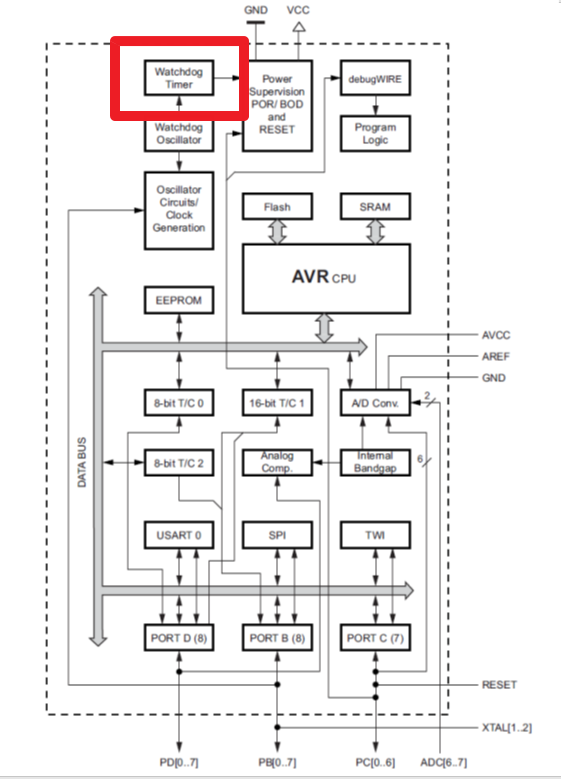 GND VCC
Watchdog
Timer
Power
Supervision
POR/ BOD
and
RESET
debugWIRE
Watchdog
Oscillator
Program
Logic
Oscillator
Circuits/
Clock
Generation
Flash
SRAM
AVR CPU
EEPROM
AVCC
AREF
GND
8-bit T/C 0
16-bit T/C 1
A/D Conv.
2
DATA BUS
8-bit T/C 2
Analog
Comp.
Internal
Bandgap
6
USART 0
SPI
TWI
PORT D (8)
PORT B (8)
PORT C (7)
RESET
XTAL[1..2]
PD[0..7]
PB[0..7]
PC[0..6]
ADC[6..7]